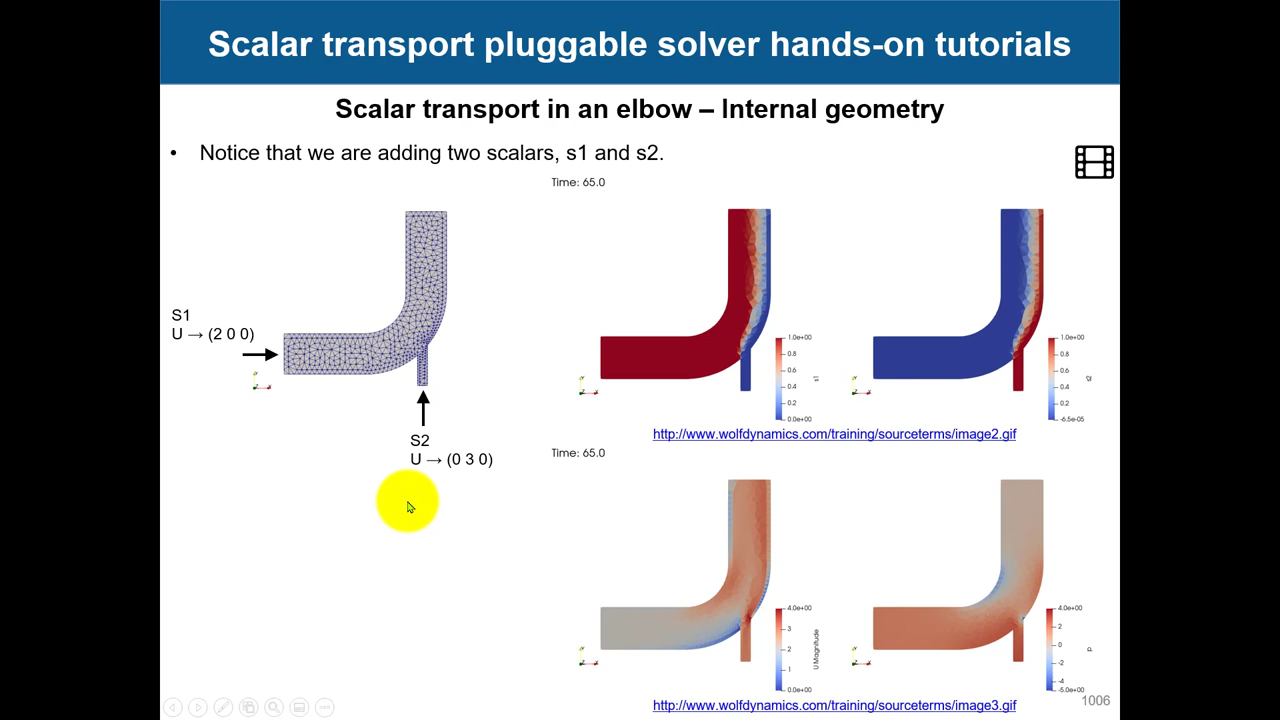 Scalar transport pluggable solver hands-on tutorials
Scalar transport in an elbow – Internal geometry
• Notice that we are adding two scalars, s1 and s2.
Time: 65.0
S1
U → (2 0 0)
S2
U → (0 3 0)
1.0e+00
0.8
0.6
0.4
0.2
0.0e+00
s1
1.0e+00
0.8
0.6
0.4
0.2
-6.5e-05
s2
http://www.wolfdynamics.com/training/sourceterms/image2.gif
Time: 65.0
4.0e+00
3
2
1
0.0e+00
U Magnitude
4.0e+00
2
0
-2
-4
-5.0e+00
p
http://www.wolfdynamics.com/training/sourceterms/image3.gif
1006